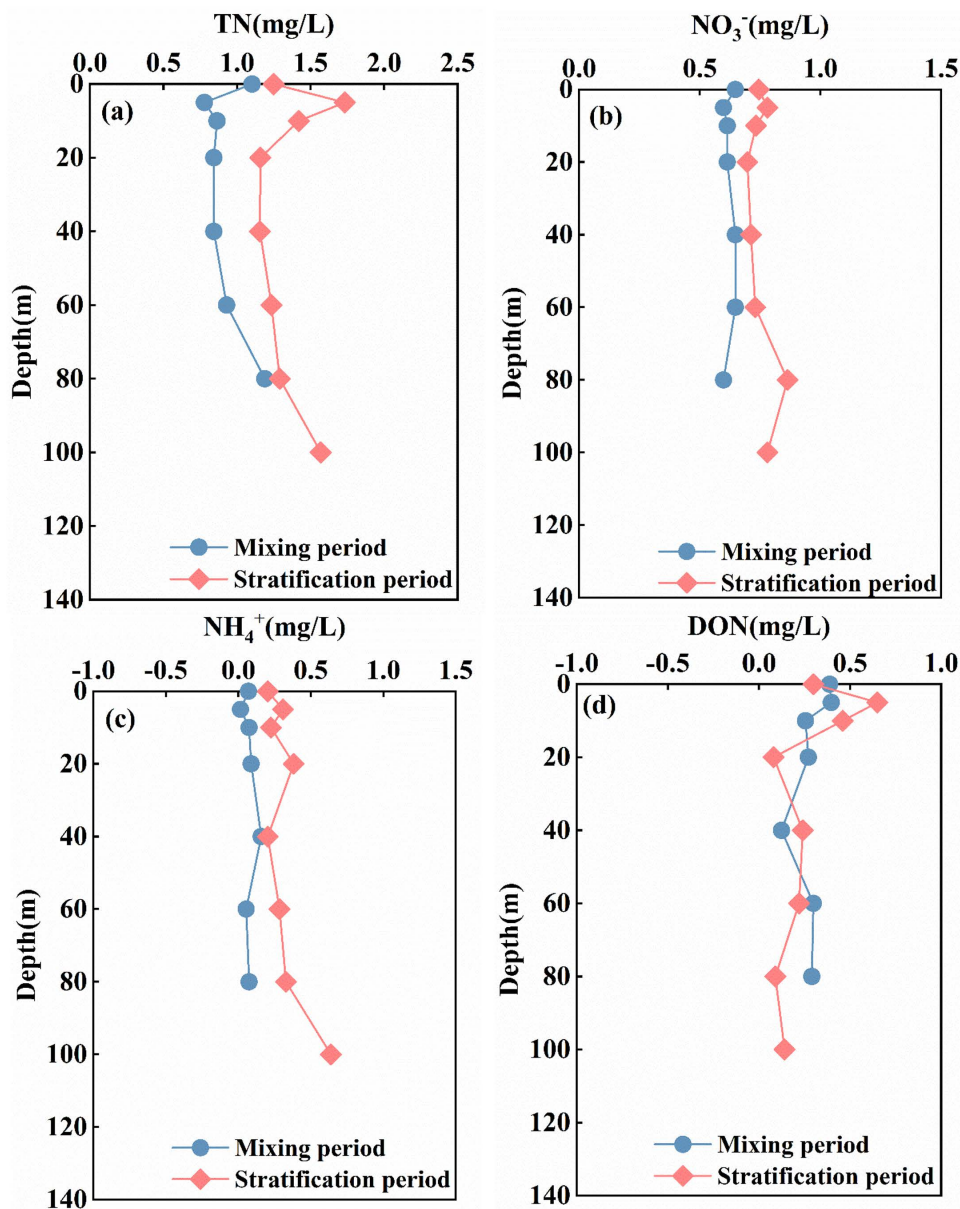 TN(mg/L)
0.0 0.5 1.0 1.5 2.0 2.5
(a)
Depth(m)
0
20
40
60
80
100
120
140
Mixing period
Stratification period
NO₃⁻(mg/L)
0.0 0.5 1.0 1.5
(b)
Depth(m)
0
20
40
60
80
100
120
140
Mixing period
Stratification period
NH₄⁺(mg/L)
-1.0 -0.5 0.0 0.5 1.0 1.5
(c)
Depth(m)
0
20
40
60
80
100
120
140
Mixing period
Stratification period
DON(mg/L)
-1.0 -0.5 0.0 0.5 1.0
(d)
Depth(m)
0
20
40
60
80
100
120
140
Mixing period
Stratification period